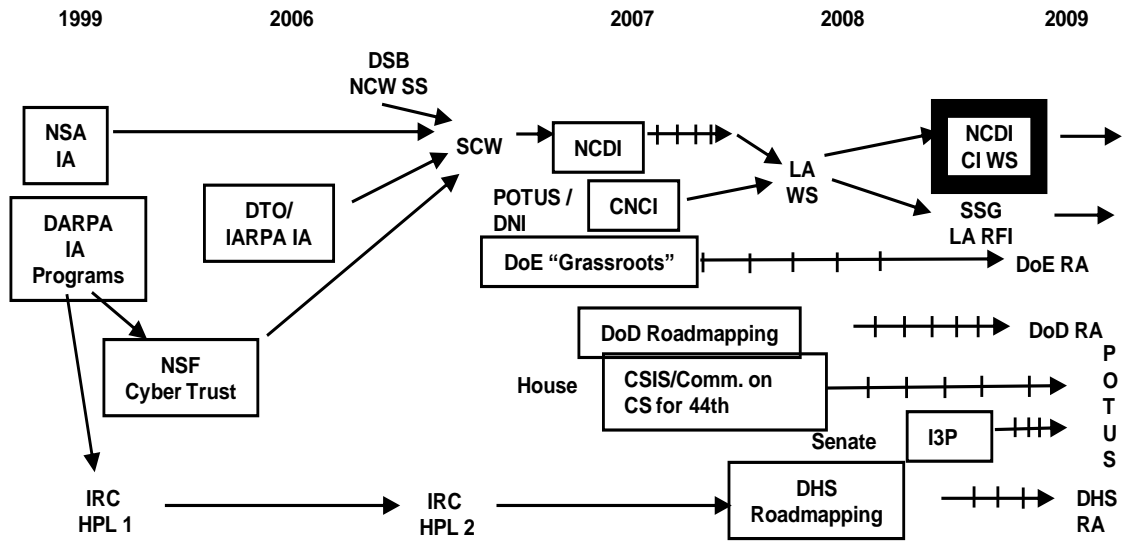 1999 2006 2007 2008 2009
DSB
NCW SS
NSA
IA
SCW
NCDI
LA
WS
NCDI
CI WS
DTO/
IARPA IA
POTUS /
DNI
CNCI
SSG
LA RFI
DARPA
IA
Programs
DoE “Grassroots”
DoE RA
DoD Roadmapping
DoD RA
NSF
Cyber Trust
House
CSIS/Comm. on
CS for 44th
Senate
I3P
P
O
T
U
S
IRC
HPL 1
IRC
HPL 2
DHS
Roadmapping
DHS
RA